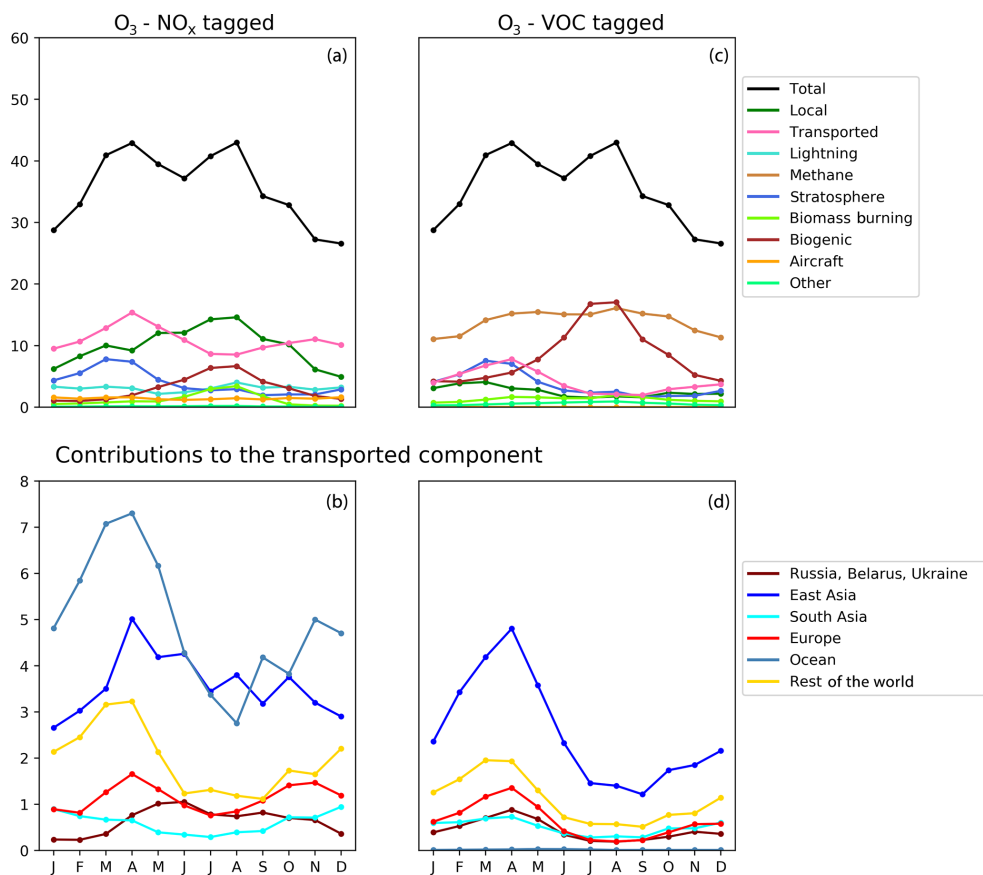 O₃ - NOₓ tagged
O₃ - VOC tagged
60
50
40
30
20
10
0
(a)
(c)
Total
Local
Transported
Lightning
Methane
Stratosphere
Biomass burning
Biogenic
Aircraft
Other
Contributions to the transported component
8
7
6
5
4
3
2
1
0
(b)
(d)
J F M A M J J A S O N D
J F M A M J J A S O N D
Russia, Belarus, Ukraine
East Asia
South Asia
Europe
Ocean
Rest of the world